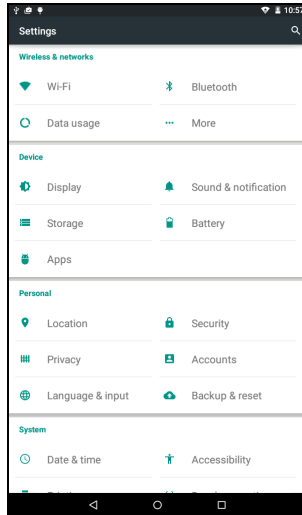 10:57
Settings
Wireless & networks
Wi-Fi
Bluetooth
Data usage
More
Device
Display
Sound & notification
Storage
Battery
Apps
Personal
Location
Security
Privacy
Accounts
Language & input
Backup & reset
System
Date & time
Accessibility